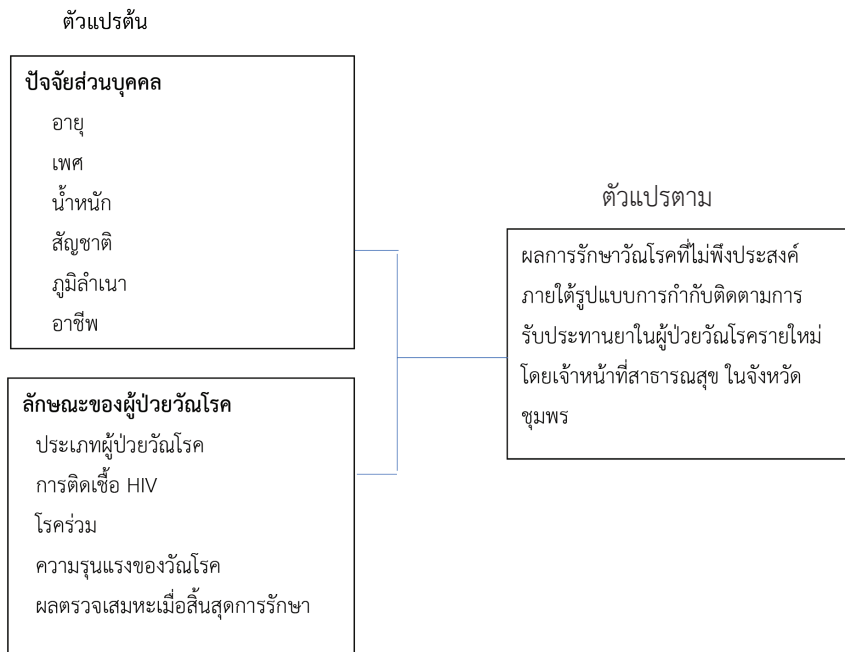 ตัวแปรต้น
ปัจจัยส่วนบุคคล
อายุ
เพศ
น้ำหนัก
สัญชาติ
ภูมิลำเนา
อาชีพ
ลักษณะของผู้ป่วยวัณโรค
ประเภทผู้ป่วยวัณโรค
การติดเชื้อ HIV
โรคร่วม
ความรุนแรงของวัณโรค
ผลตรวจเสมหะเมื่อสิ้นสุดการรักษา
ตัวแปรตาม
ผลการรักษาวัณโรคที่ไม่พึงประสงค์
ภายใต้รูปแบบการกำกับติดตามการ
รับประทานยาในผู้ป่วยวัณโรครายใหม่
โดยเจ้าหน้าที่สาธารณสุข ในจังหวัด
ชุมพร